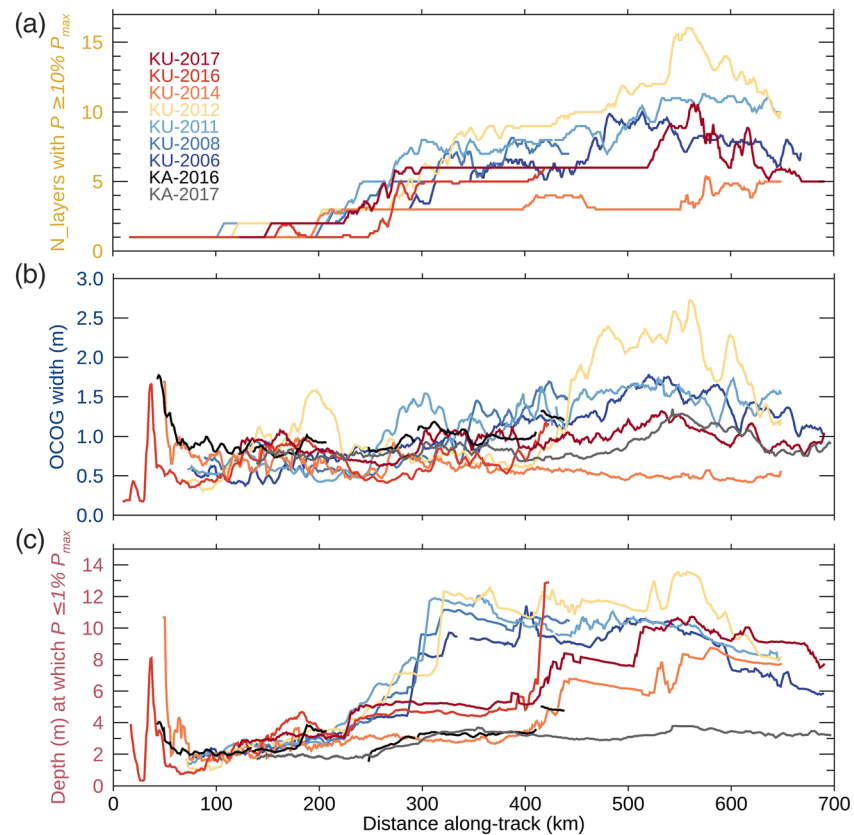 (a)
N_layers with P ≥10% Pmax
15
10
5
0
KU-2017
KU-2016
KU-2014
KU-2012
KU-2011
KU-2008
KU-2006
KA-2016
KA-2017
(b)
OCOG width (m)
3.0
2.5
2.0
1.5
1.0
0.5
0.0
(c)
Depth (m) at which P ≤1% Pmax
14
12
10
8
6
4
2
0
0 100 200 300 400 500 600 700
Distance along-track (km)